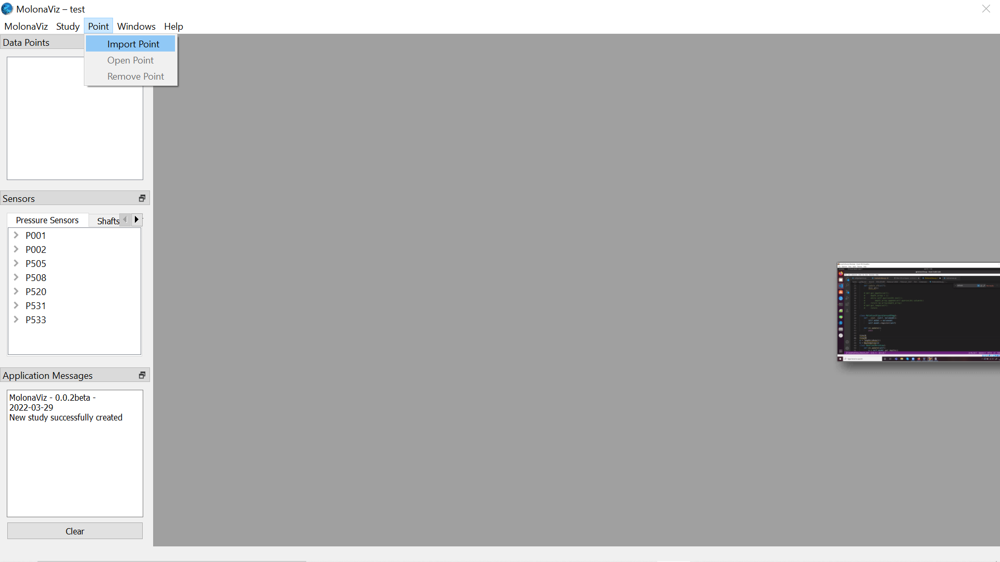 MolonaViz – test
MolonaViz Study Point Windows Help
Data Points
Import Point
Open Point
Remove Point
Sensors
Pressure Sensors Shafts
P001
P002
P505
P508
P520
P531
P533
Application Messages
MolonaViz - 0.0.2beta -
2022-03-29
New study successfully created
Clear